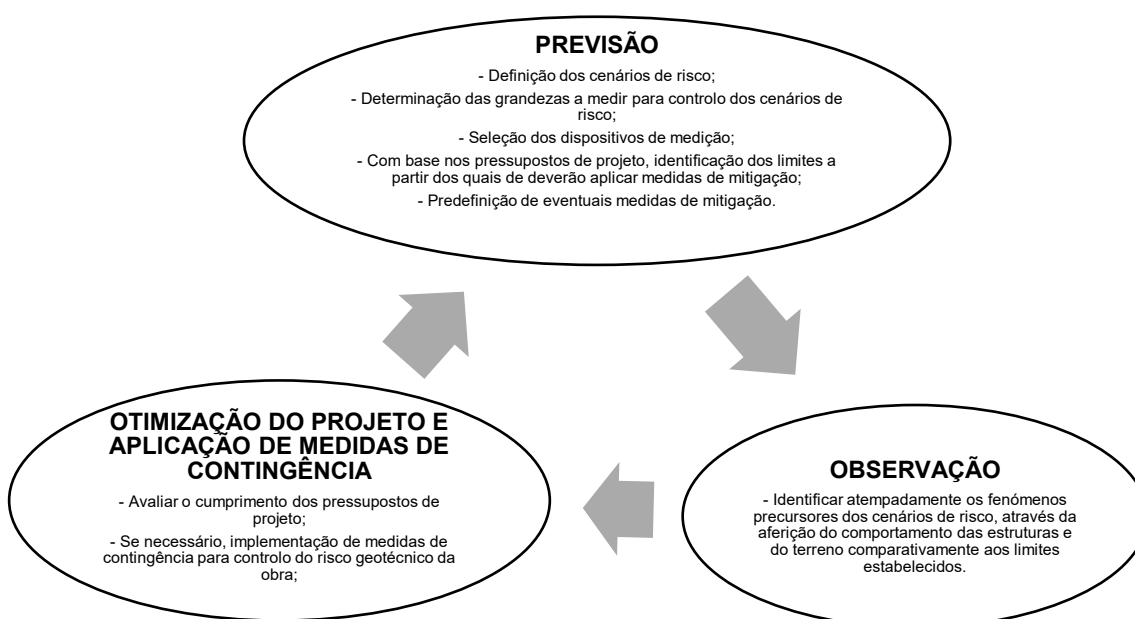 PREVISÃO
- Definição dos cenários de risco;
- Determinação das grandezas a medir para controlo dos cenários de
risco;
- Seleção dos dispositivos de medição;
- Com base nos pressupostos de projeto, identificação dos limites a
partir dos quais de deverão aplicar medidas de mitigação;
- Predefinição de eventuais medidas de mitigação.
OTIMIZAÇÃO DO PROJETO E
APLICAÇÃO DE MEDIDAS DE
CONTINGÊNCIA
- Avaliar o cumprimento dos pressupostos de
projeto;
- Se necessário, implementação de medidas de
contingência para controlo do risco geotécnico da
obra;
OBSERVAÇÃO
- Identificar atempadamente os fenómenos
precursores dos cenários de risco, através da
aferição do comportamento das estruturas e
do terreno comparativamente aos limites
estabelecidos.